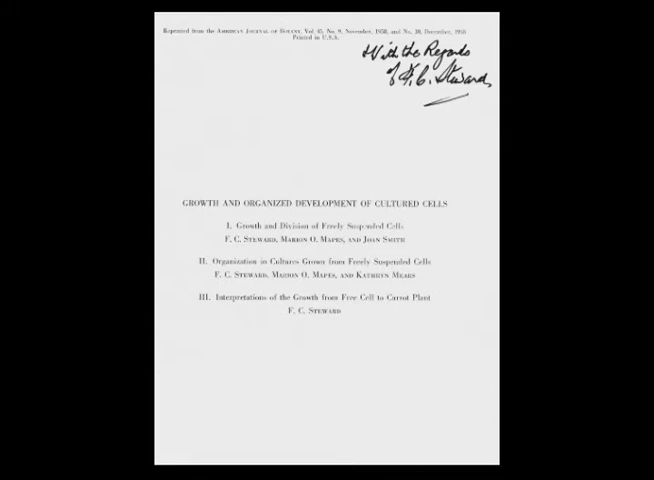 Reprinted from the AMERICAN JOURNAL OF BOTANY, Vol. 45, No. 9, November, 1958, and No. 10, December, 1958
Printed in U.S.A.
With the Regards
of F. C. Steward
GROWTH AND ORGANIZED DEVELOPMENT OF CULTURED CELLS
I. Growth and Division of Freely Suspended Cells
F. C. STEWARD, MARION O. MAPES, AND JOAN SMITH
II. Organization in Cultures Grown from Freely Suspended Cells
F. C. STEWARD, MARION O. MAPES, AND KATHRYN MEARS
III. Interpretations of the Growth from Free Cell to Carrot Plant
F. C. STEWARD